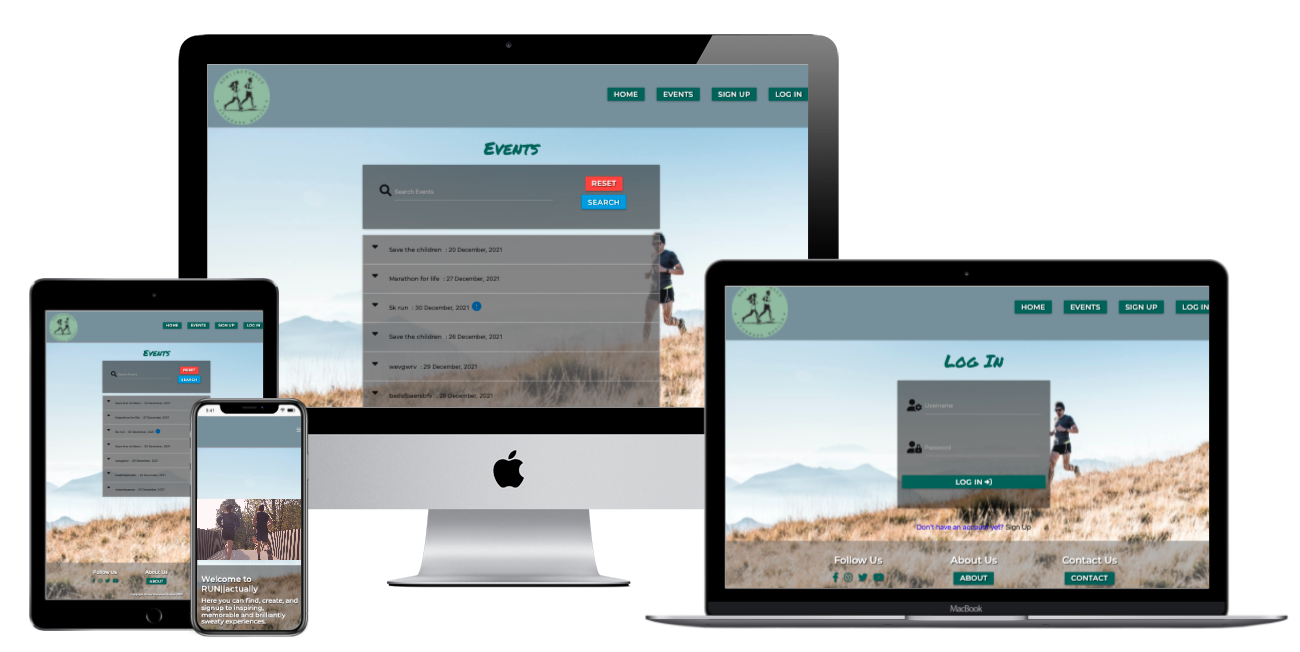 HOME EVENTS SIGN UP LOG IN
Events
Search Events
RESET
SEARCH
Save the children : 20 December, 2021
Marathon for life : 27 December, 2021
5k run : 30 December, 2021
Save the children : 26 December, 2021
wavgwrv : 29 December, 2021
: 28 December, 2021
HOME EVENTS SIGN UP LOG IN
Events
RESET
SEARCH
Follow Us About Us
ABOUT
9:41
Welcome to
RUN||actually
Here you can find, create, and
signup to inspiring,
memorable and brilliantly
sweaty experiences.
HOME EVENTS SIGN UP LOG IN
Log In
Username
Password
LOG IN
Don't have an account yet? Sign Up
Follow Us About Us Contact Us
ABOUT CONTACT
MacBook